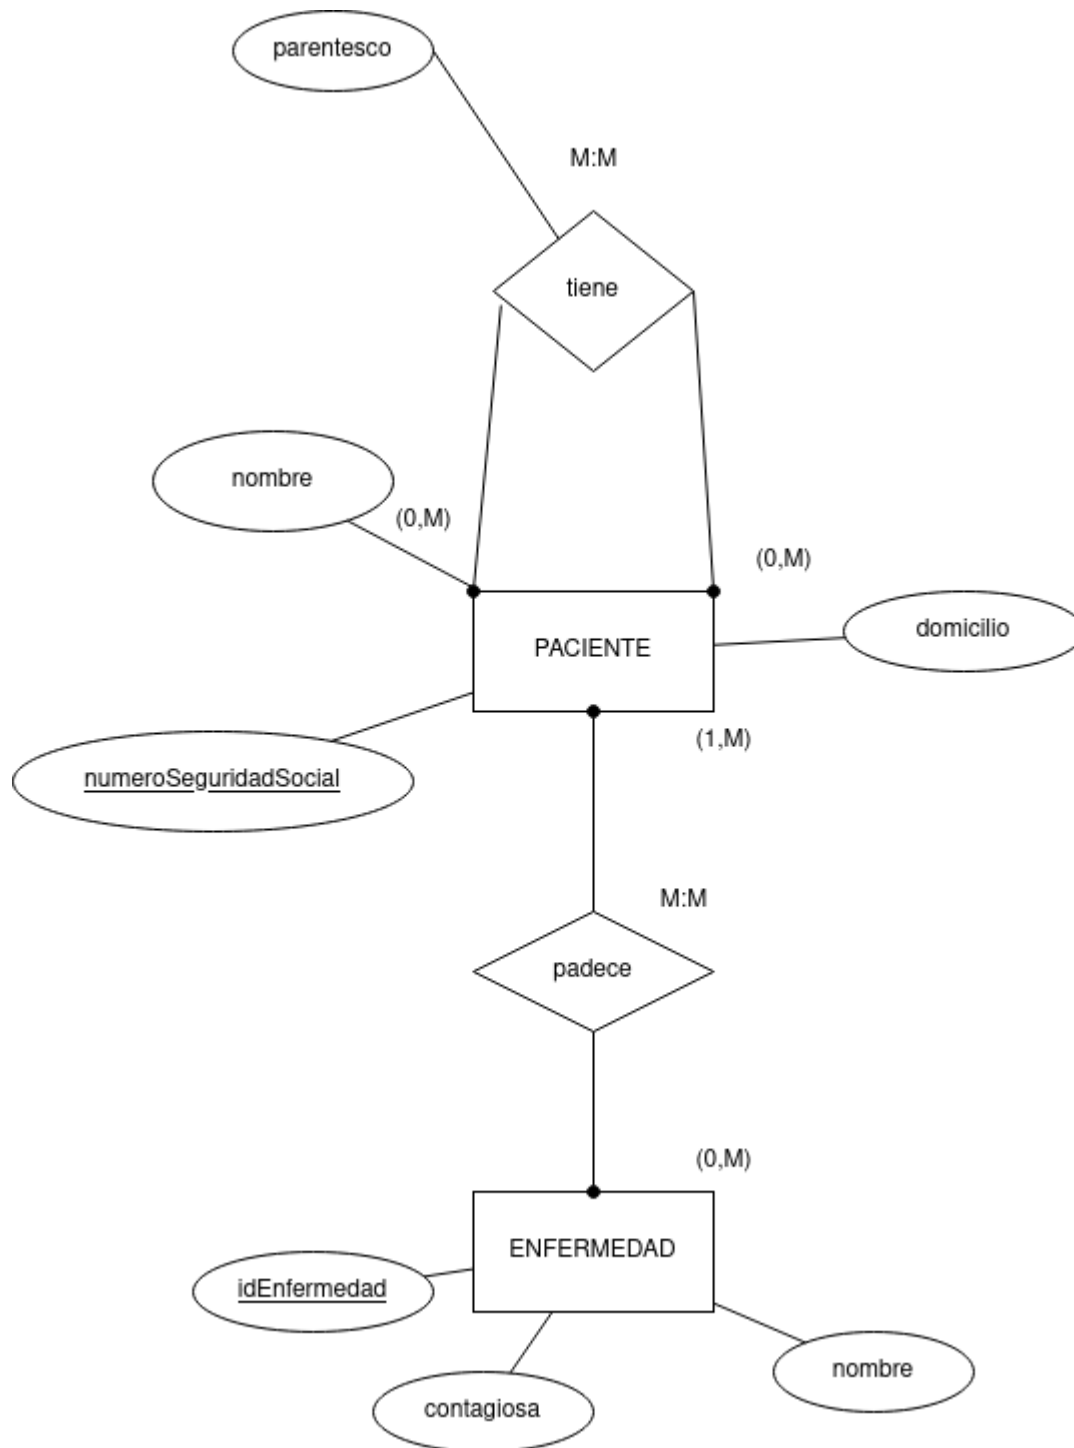 parentesco
M:M
tiene
nombre
(0,M)
(0,M)
domicilio
PACIENTE
(1,M)
numeroSeguridadSocial
M:M
padece
(0,M)
ENFERMEDAD
idEnfermedad
nombre
contagiosa